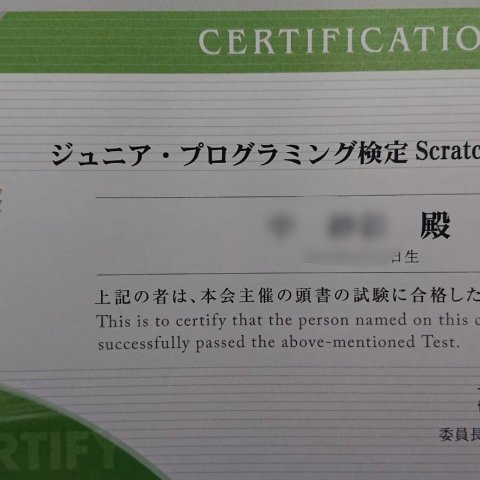 CERTIFICATIO
ジュニア・プログラミング検定 Scratc
殿
日生
上記の者は、本会主催の頭書の試験に合格した
This is to certify that the person named on this c
successfully passed the above-mentioned Test.
委員長
RTIFY